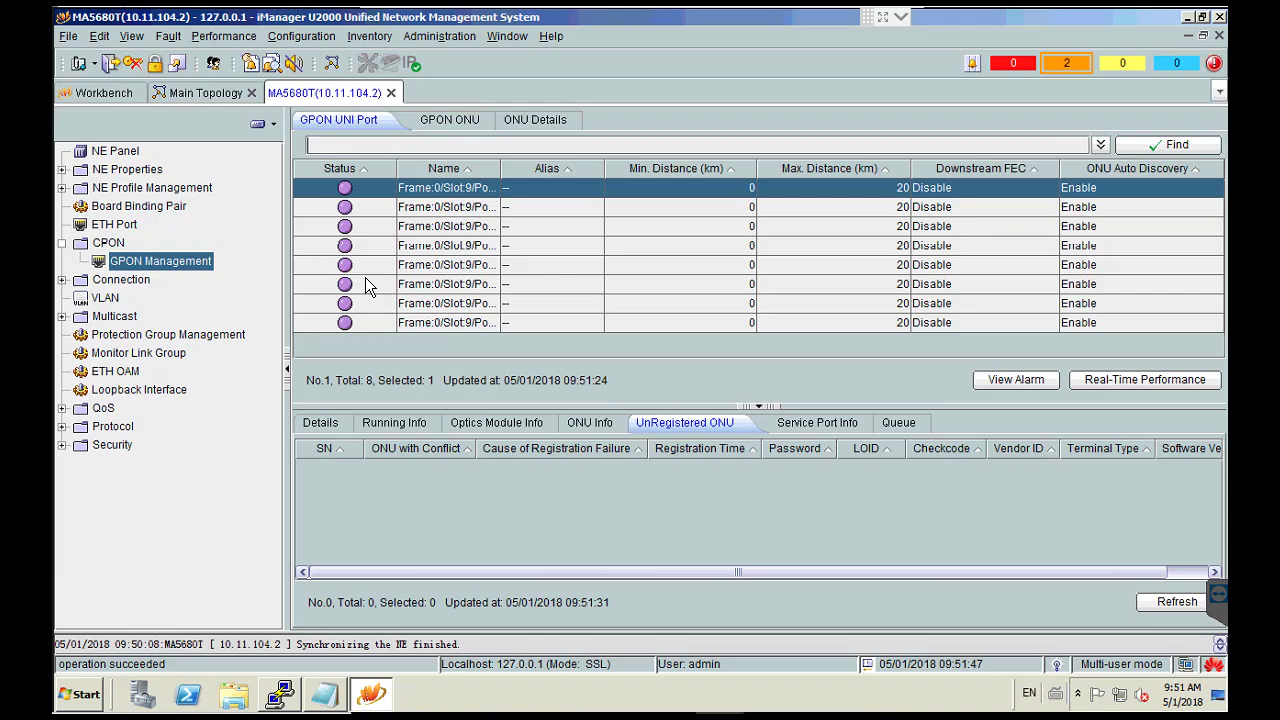 MA5680T(10.11.104.2) - 127.0.0.1 - iManager U2000 Unified Network Management System
File Edit View Fault Performance Configuration Inventory Administration Window Help
0 2 0 0
Workbench Main Topology MA5680T(10.11.104.2)
NE Panel
NE Properties
NE Profile Management
Board Binding Pair
ETH Port
GPON
GPON Management
Connection
VLAN
Multicast
Protection Group Management
Monitor Link Group
ETH OAM
Loopback Interface
QoS
Protocol
Security
GPON UNI Port GPON ONU ONU Details
Find
Status Name Alias Min. Distance (km) Max. Distance (km) Downstream FEC ONU Auto Discovery
Frame:0/Slot:9/Po... -- 0 20 Disable Enable
Frame:0/Slot:9/Po... -- 0 20 Disable Enable
Frame:0/Slot:9/Po... -- 0 20 Disable Enable
Frame:0/Slot:9/Po... -- 0 20 Disable Enable
Frame:0/Slot:9/Po... -- 0 20 Disable Enable
Frame:0/Slot:9/Po... -- 0 20 Disable Enable
Frame:0/Slot:9/Po... -- 0 20 Disable Enable
Frame:0/Slot:9/Po... -- 0 20 Disable Enable
No.1, Total: 8, Selected: 1 Updated at: 05/01/2018 09:51:24
View Alarm Real-Time Performance
Details Running Info Optics Module Info ONU Info UnRegistered ONU Service Port Info Queue
SN ONU with Conflict Cause of Registration Failure Registration Time Password LOID Checkcode Vendor ID Terminal Type Software Ve
No.0, Total: 0, Selected: 0 Updated at: 05/01/2018 09:51:31
Refresh
05/01/2018 09:50:08:MA5680T [ 10.11.104.2 ] Synchronizing the NE finished.
operation succeeded Localhost: 127.0.0.1 (Mode: SSL) User: admin 05/01/2018 09:51:47 Multi-user mode
Start EN 9:51 AM
5/1/2018